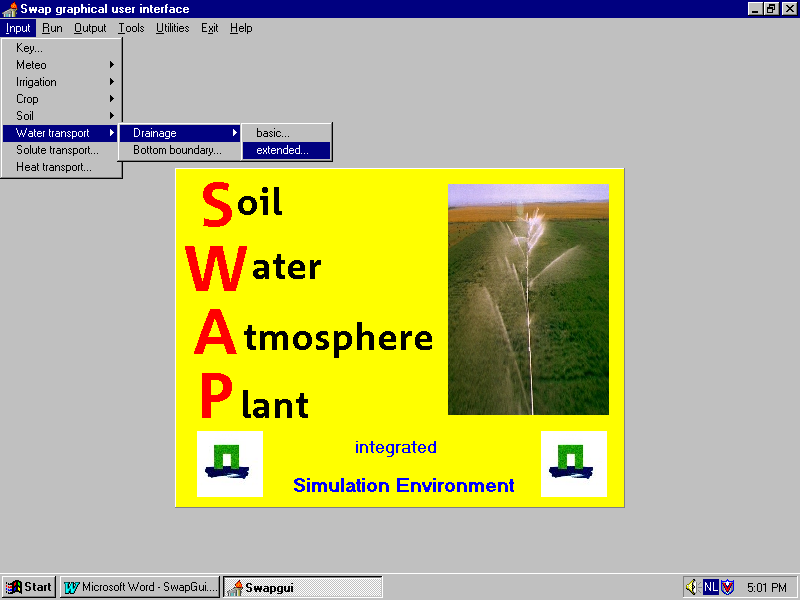 Swap graphical user interface
Input Run Output Tools Utilities Exit Help
Key...
Meteo
Irrigation
Crop
Soil
Water transport
Solute transport...
Heat transport...
Drainage
Bottom boundary...
basic...
extended...
Soil
Water
Atmosphere
Plant
integrated
Simulation Environment
Start
Microsoft Word - SwapGui....
Swapgui
NL
5:01 PM